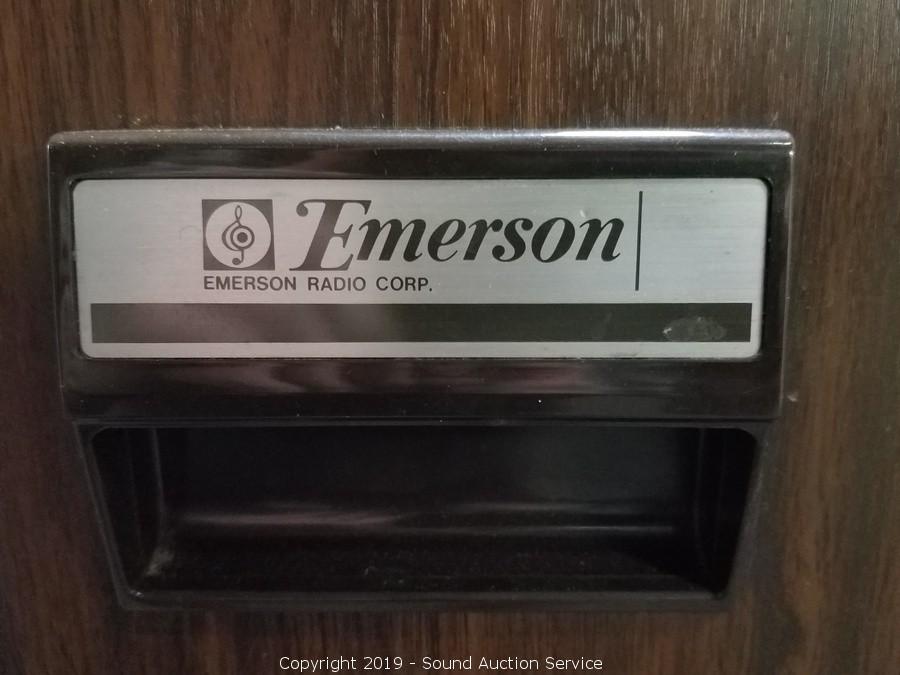 Emerson
EMERSON RADIO CORP.
Copyright 2019 - Sound Auction Service